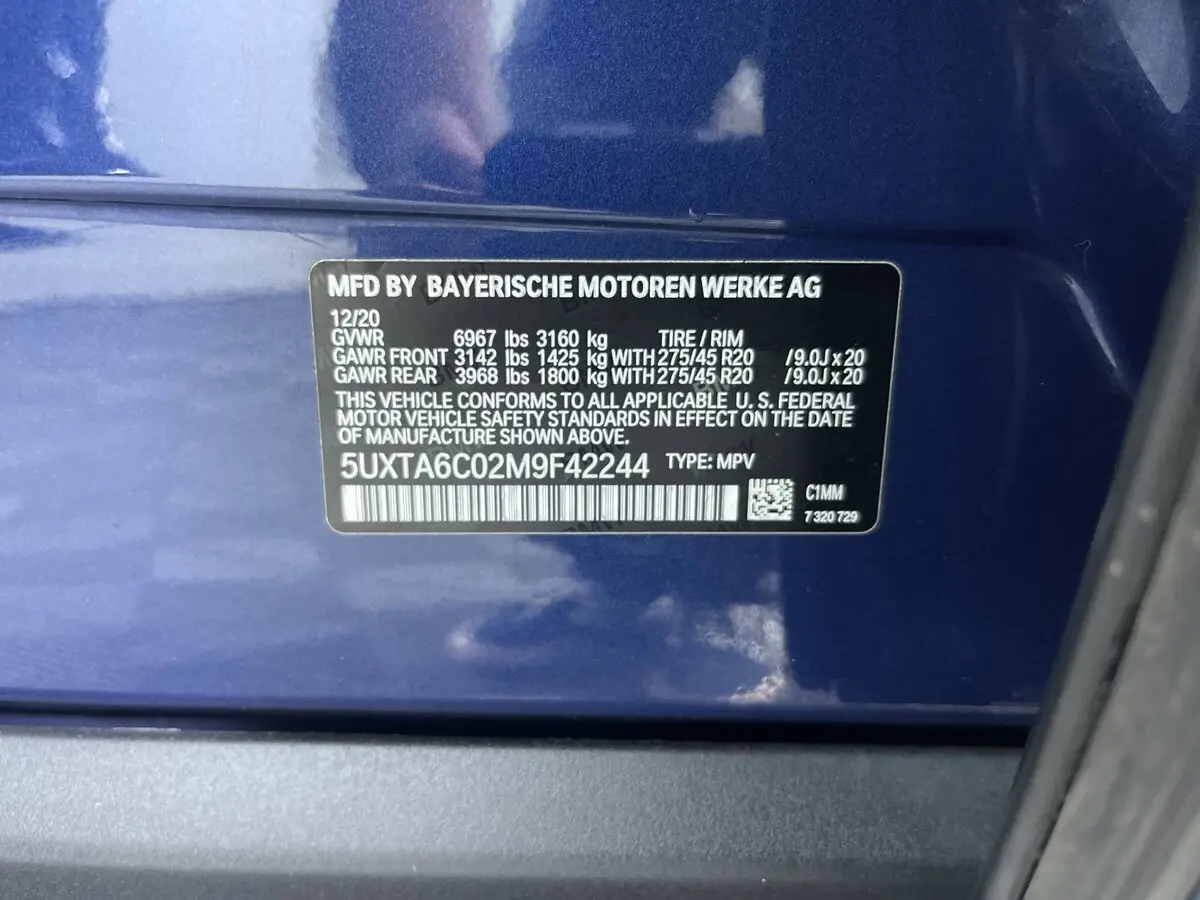 MFD BY BAYERISCHE MOTOREN WERKE AG
12/20
GVWR 6967 lbs 3160 kg TIRE / RIM
GAWR FRONT 3142 lbs 1425 kg WITH 275/45 R20 /9.0J x 20
GAWR REAR 3968 lbs 1800 kg WITH 275/45 R20 /9.0J x 20
THIS VEHICLE CONFORMS TO ALL APPLICABLE U. S. FEDERAL
MOTOR VEHICLE SAFETY STANDARDS IN EFFECT ON THE DATE
OF MANUFACTURE SHOWN ABOVE.
5UXTA6C02M9F42244 TYPE: MPV
C1MM
7 320 729